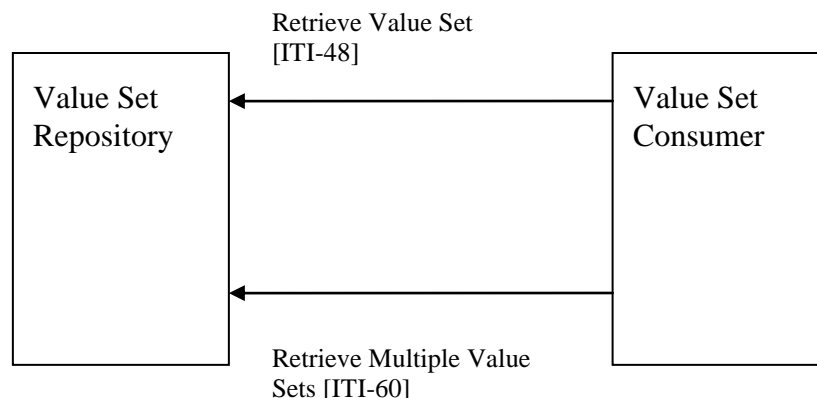 Retrieve Value Set
[ITI-48]
Value Set
Repository
Value Set
Consumer
Retrieve Multiple Value
Sets [ITI-60]